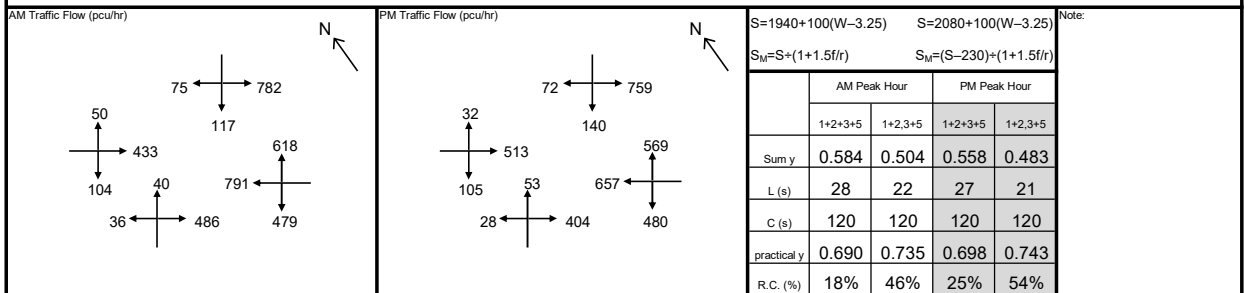 AM Traffic Flow (pcu/hr)
N
75
782
117
50
433
104
618
791
479
40
36
486
PM Traffic Flow (pcu/hr)
N
72
759
140
32
513
105
569
657
480
53
28
404
S=1940+100(W–3.25) S=2080+100(W–3.25)
SM=S÷(1+1.5f/r) SM=(S–230)÷(1+1.5f/r)
AM Peak Hour PM Peak Hour
1+2+3+5 1+2,3+5 1+2+3+5 1+2,3+5
Sum y 0.584 0.504 0.558 0.483
L (s) 28 22 27 21
C (s) 120 120 120 120
practical y 0.690 0.735 0.698 0.743
R.C. (%) 18% 46% 25% 54%
Note: